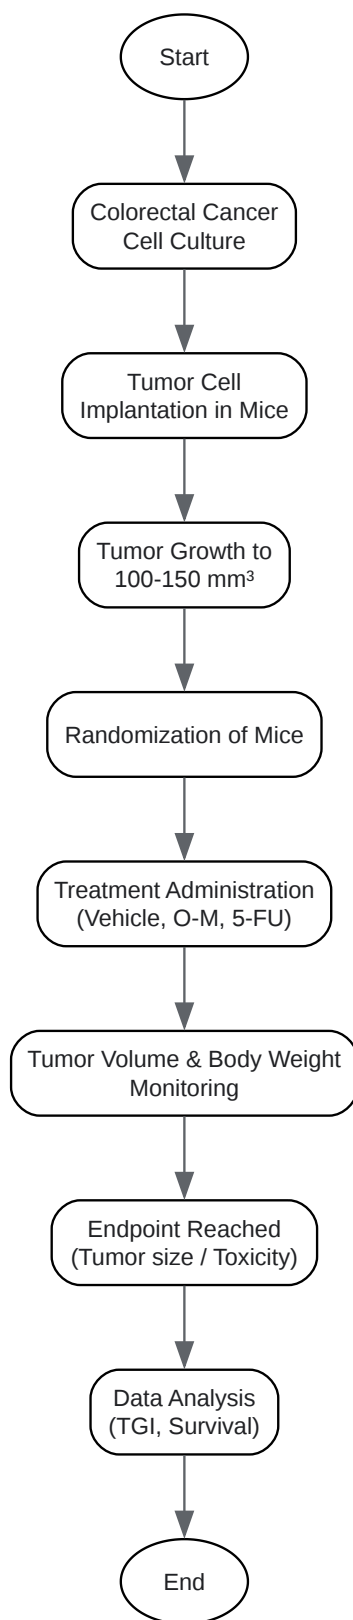 Start
Colorectal Cancer
Cell Culture
Tumor Cell
Implantation in Mice
Tumor Growth to
100-150 mm³
Randomization of Mice
Treatment Administration
(Vehicle, O-M, 5-FU)
Tumor Volume & Body Weight
Monitoring
Endpoint Reached
(Tumor size / Toxicity)
Data Analysis
(TGI, Survival)
End